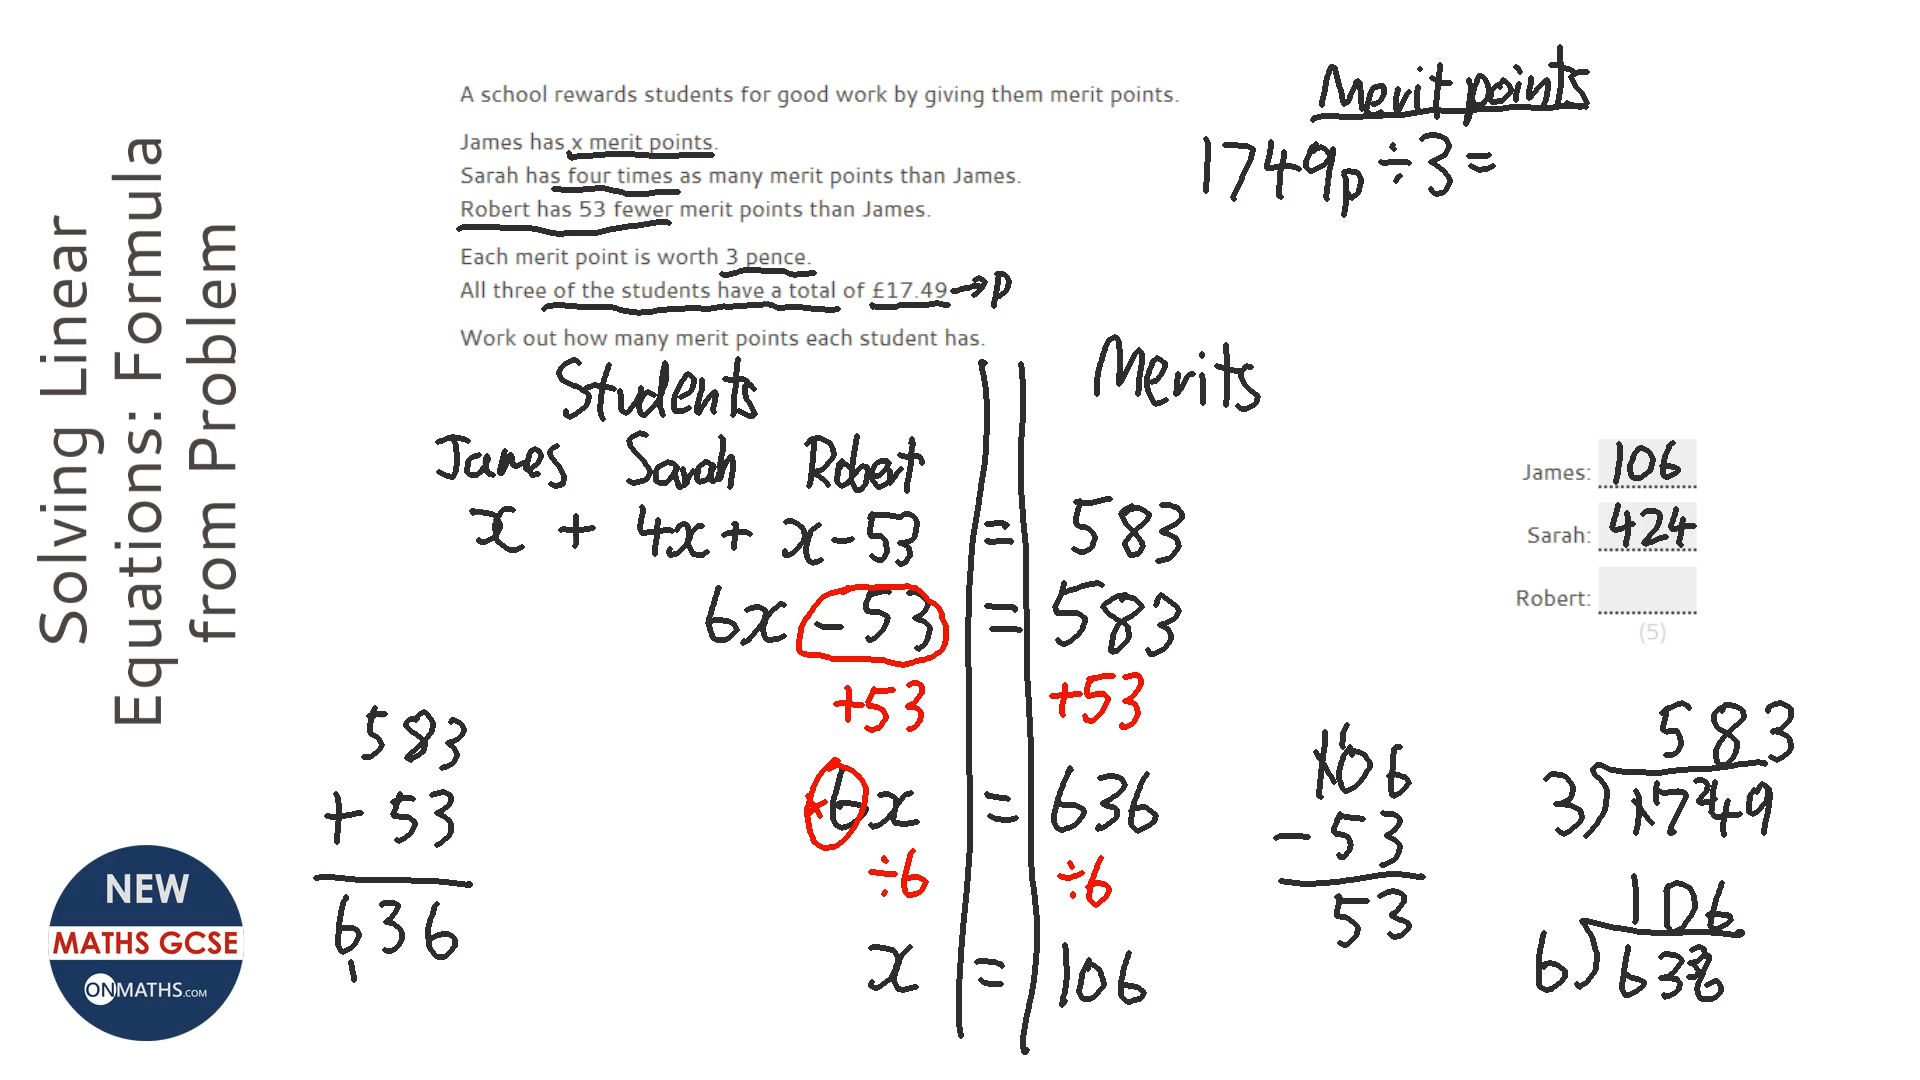 Solving Linear
Equations: Formula
from Problem
A school rewards students for good work by giving them merit points.
James has x merit points.
Sarah has four times as many merit points than James.
Robert has 53 fewer merit points than James.
Each merit point is worth 3 pence.
All three of the students have a total of £17.49 → p
Work out how many merit points each student has.
Merit points
1749p ÷ 3 =
Students
Merits
James Sarah Robert
x + 4x + x - 53 = 583
6x - 53 = 583
+53 +53
×6x = 636
÷6 ÷6
x = 106
James: 106
Sarah: 424
Robert:
(5)
583
+ 53
636
1
106
- 53
53
583
3)1749
106
6)636
NEW
MATHS GCSE
ONMATHS.COM